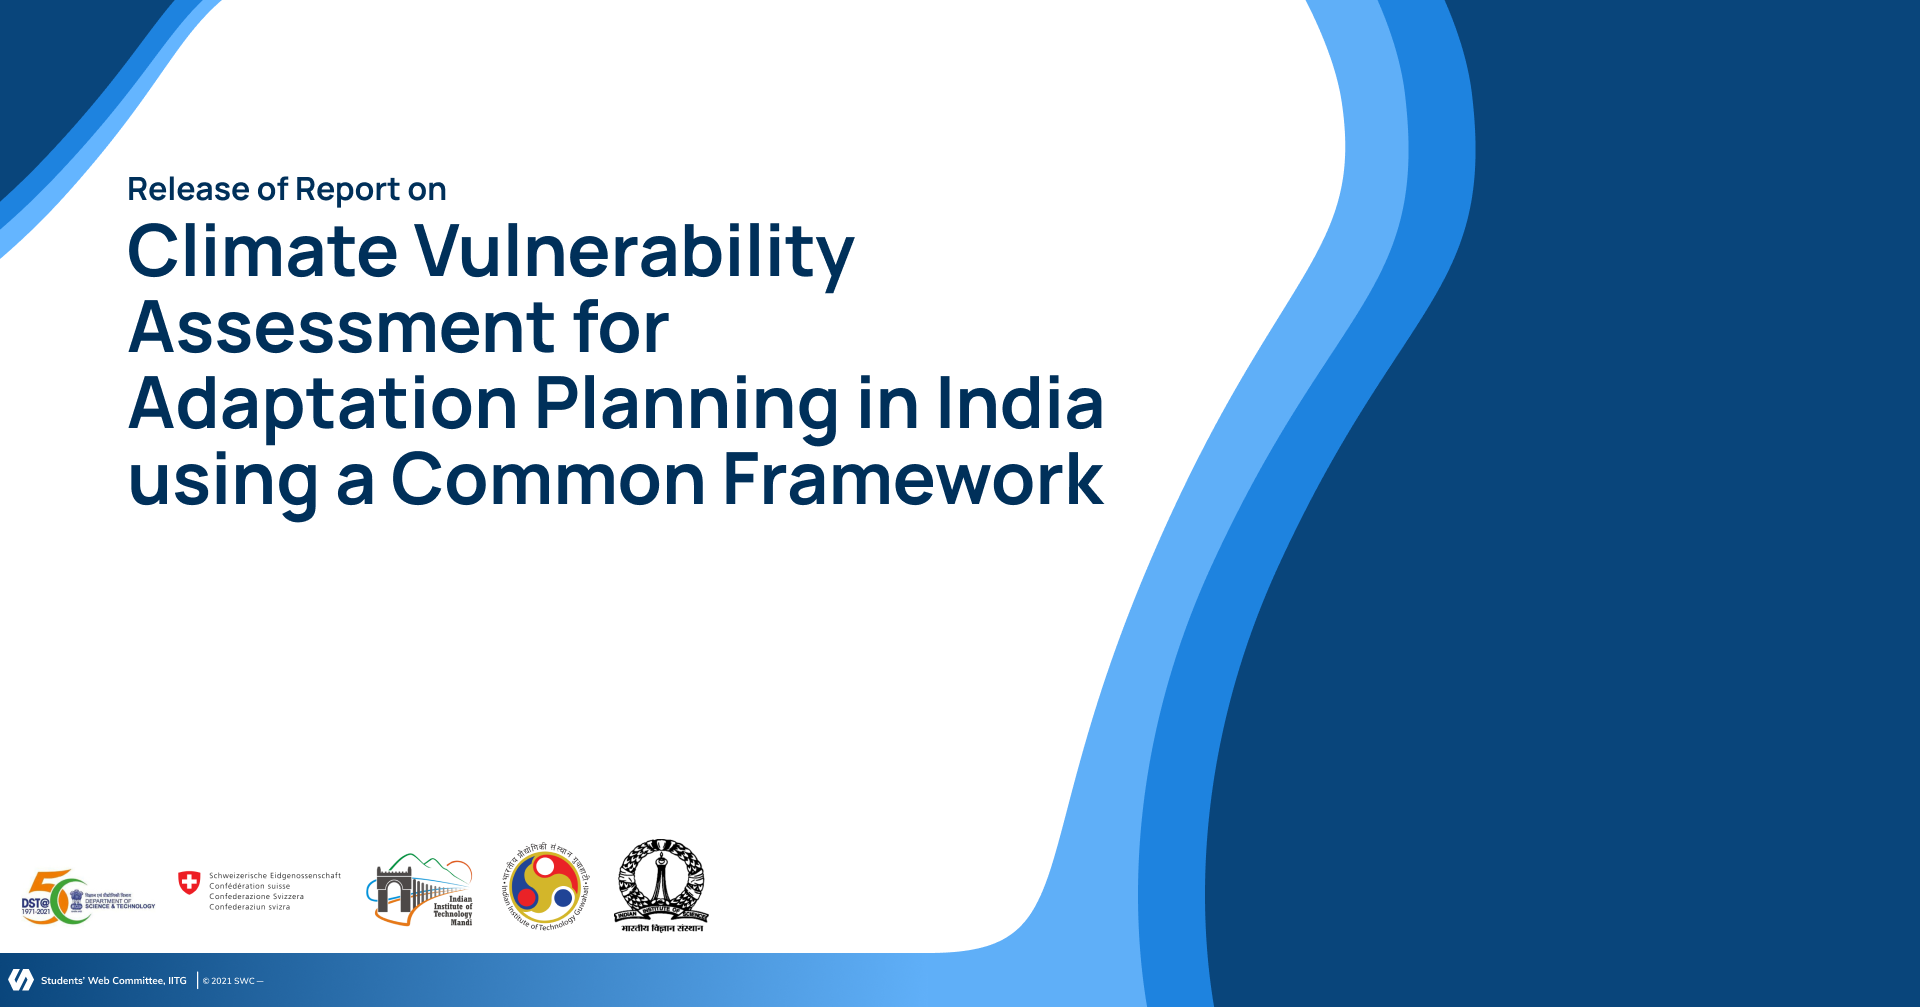 Release of Report on
Climate Vulnerability
Assessment for
Adaptation Planning in India
using a Common Framework
DST@
1971-2021
विज्ञान एवं प्रौद्योगिकी विभाग
DEPARTMENT OF
SCIENCE & TECHNOLOGY
Schweizerische Eidgenossenschaft
Confédération suisse
Confederazione Svizzera
Confederaziun svizra
Indian
Institute of
Technology
Mandi
भारतीय प्रौद्योगिकी संस्थान गुवाहाटी
Indian Institute of Technology Guwahati
INDIAN INSTITUTE OF SCIENCE
भारतीय विज्ञान संस्थान
Students' Web Committee, IITG
© 2021 SWC —